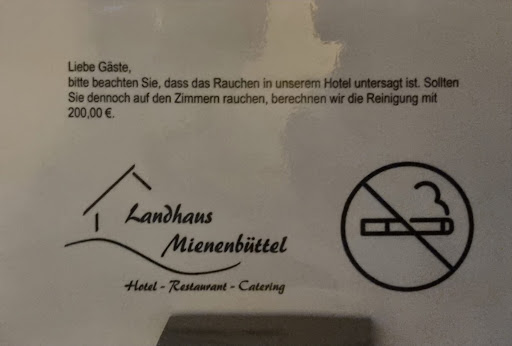 Liebe Gäste,
bitte beachten Sie, dass das Rauchen in unserem Hotel untersagt ist. Sollten
Sie dennoch auf den Zimmern rauchen, berechnen wir die Reinigung mit
200,00 €.
Landhaus
Mienenbüttel
Hotel - Restaurant - Catering